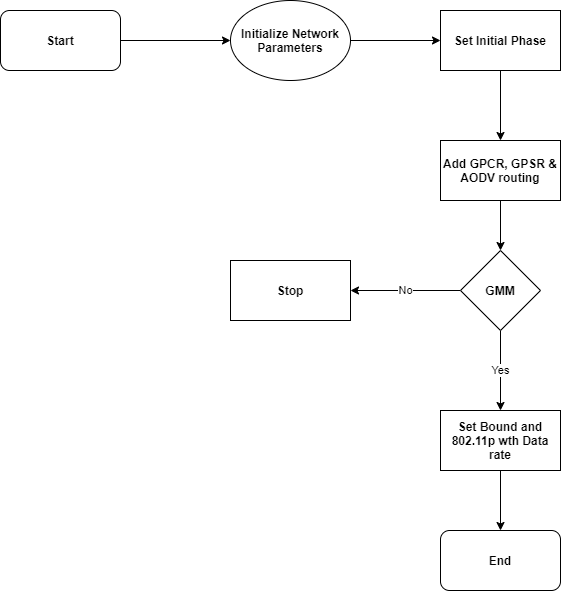 Start
Initialize Network
Parameters
Set Initial Phase
Add GPCR, GPSR &
AODV routing
GMM
No
Stop
Yes
Set Bound and
802.11p wth Data
rate
End